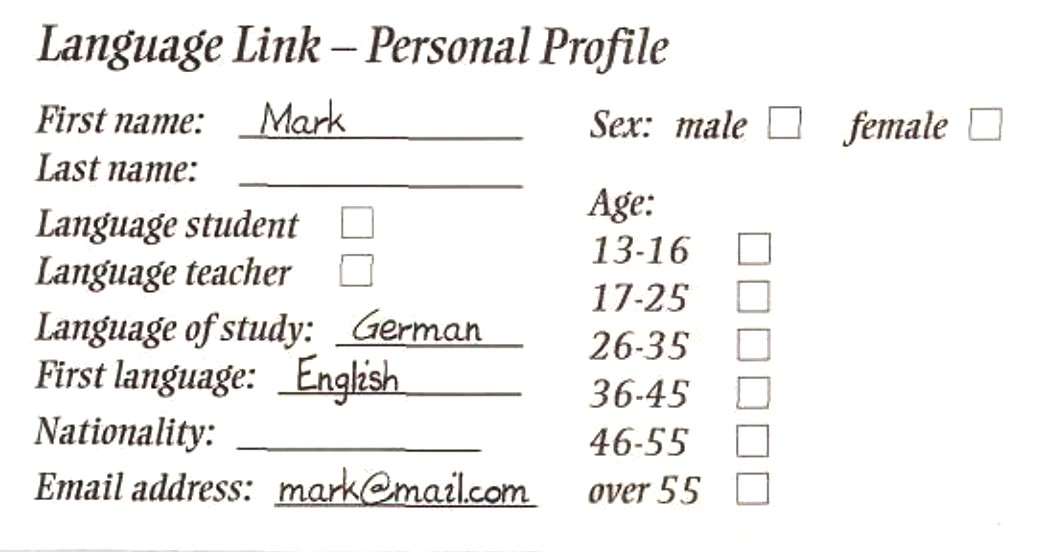 Language Link – Personal Profile
First name: Mark
Last name:
Language student
Language teacher
Language of study: German
First language: English
Nationality:
Email address: mark@mail.com
Sex: male female
Age:
13-16
17-25
26-35
36-45
46-55
over 55